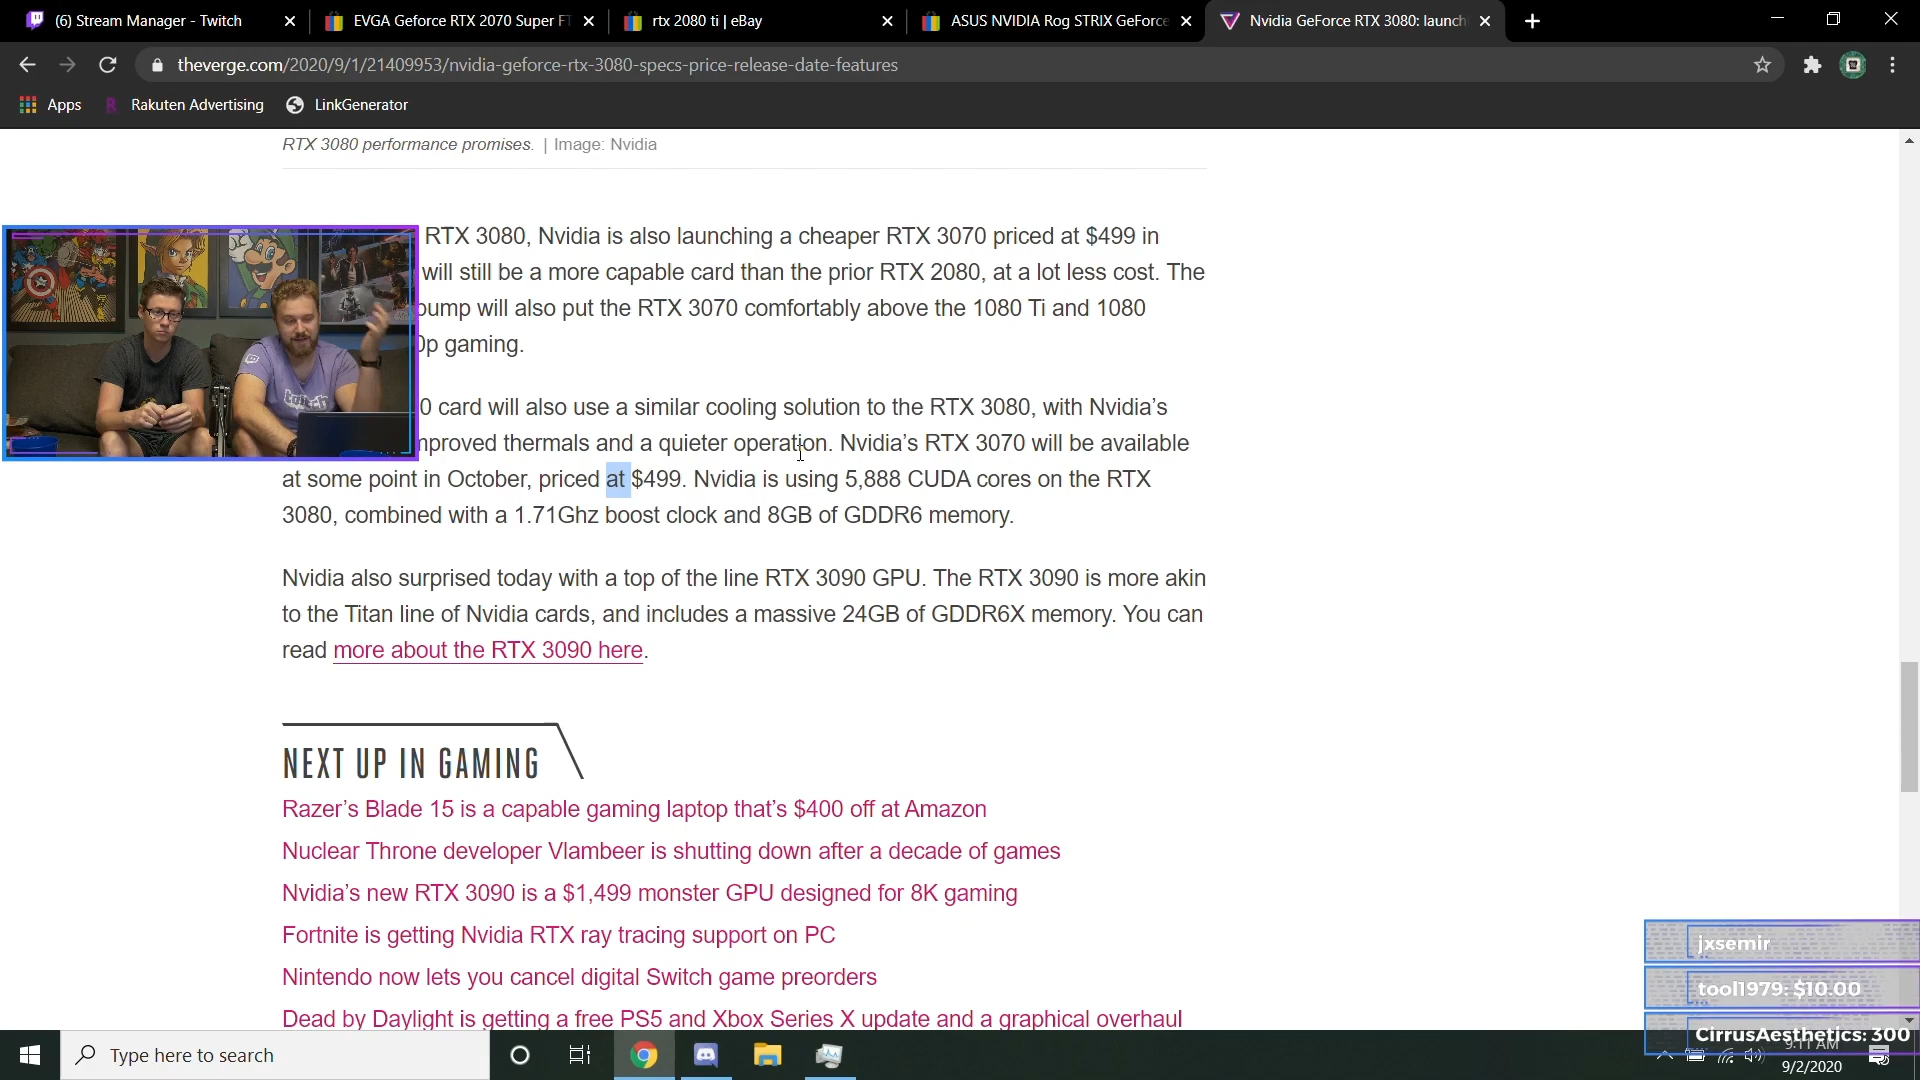 (6) Stream Manager - Twitch
EVGA Geforce RTX 2070 Super FT
rtx 2080 ti | eBay
ASUS NVIDIA Rog STRIX GeForce
Nvidia GeForce RTX 3080: launch
theverge.com/2020/9/1/21409953/nvidia-geforce-rtx-3080-specs-price-release-date-features
Apps
Rakuten Advertising
LinkGenerator
RTX 3080 performance promises. | Image: Nvidia
RTX 3080, Nvidia is also launching a cheaper RTX 3070 priced at $499 in
will still be a more capable card than the prior RTX 2080, at a lot less cost. The
bump will also put the RTX 3070 comfortably above the 1080 Ti and 1080
0p gaming.
0 card will also use a similar cooling solution to the RTX 3080, with Nvidia’s
mproved thermals and a quieter operation. Nvidia’s RTX 3070 will be available
at some point in October, priced at $499. Nvidia is using 5,888 CUDA cores on the RTX
3080, combined with a 1.71Ghz boost clock and 8GB of GDDR6 memory.
Nvidia also surprised today with a top of the line RTX 3090 GPU. The RTX 3090 is more akin
to the Titan line of Nvidia cards, and includes a massive 24GB of GDDR6X memory. You can
read more about the RTX 3090 here.
NEXT UP IN GAMING
Razer’s Blade 15 is a capable gaming laptop that’s $400 off at Amazon
Nuclear Throne developer Vlambeer is shutting down after a decade of games
Nvidia’s new RTX 3090 is a $1,499 monster GPU designed for 8K gaming
Fortnite is getting Nvidia RTX ray tracing support on PC
Nintendo now lets you cancel digital Switch game preorders
Dead by Daylight is getting a free PS5 and Xbox Series X update and a graphical overhaul
jxsemir
tool1979: $10.00
CirrusAesthetics: 300
Type here to search
9:11 AM
9/2/2020